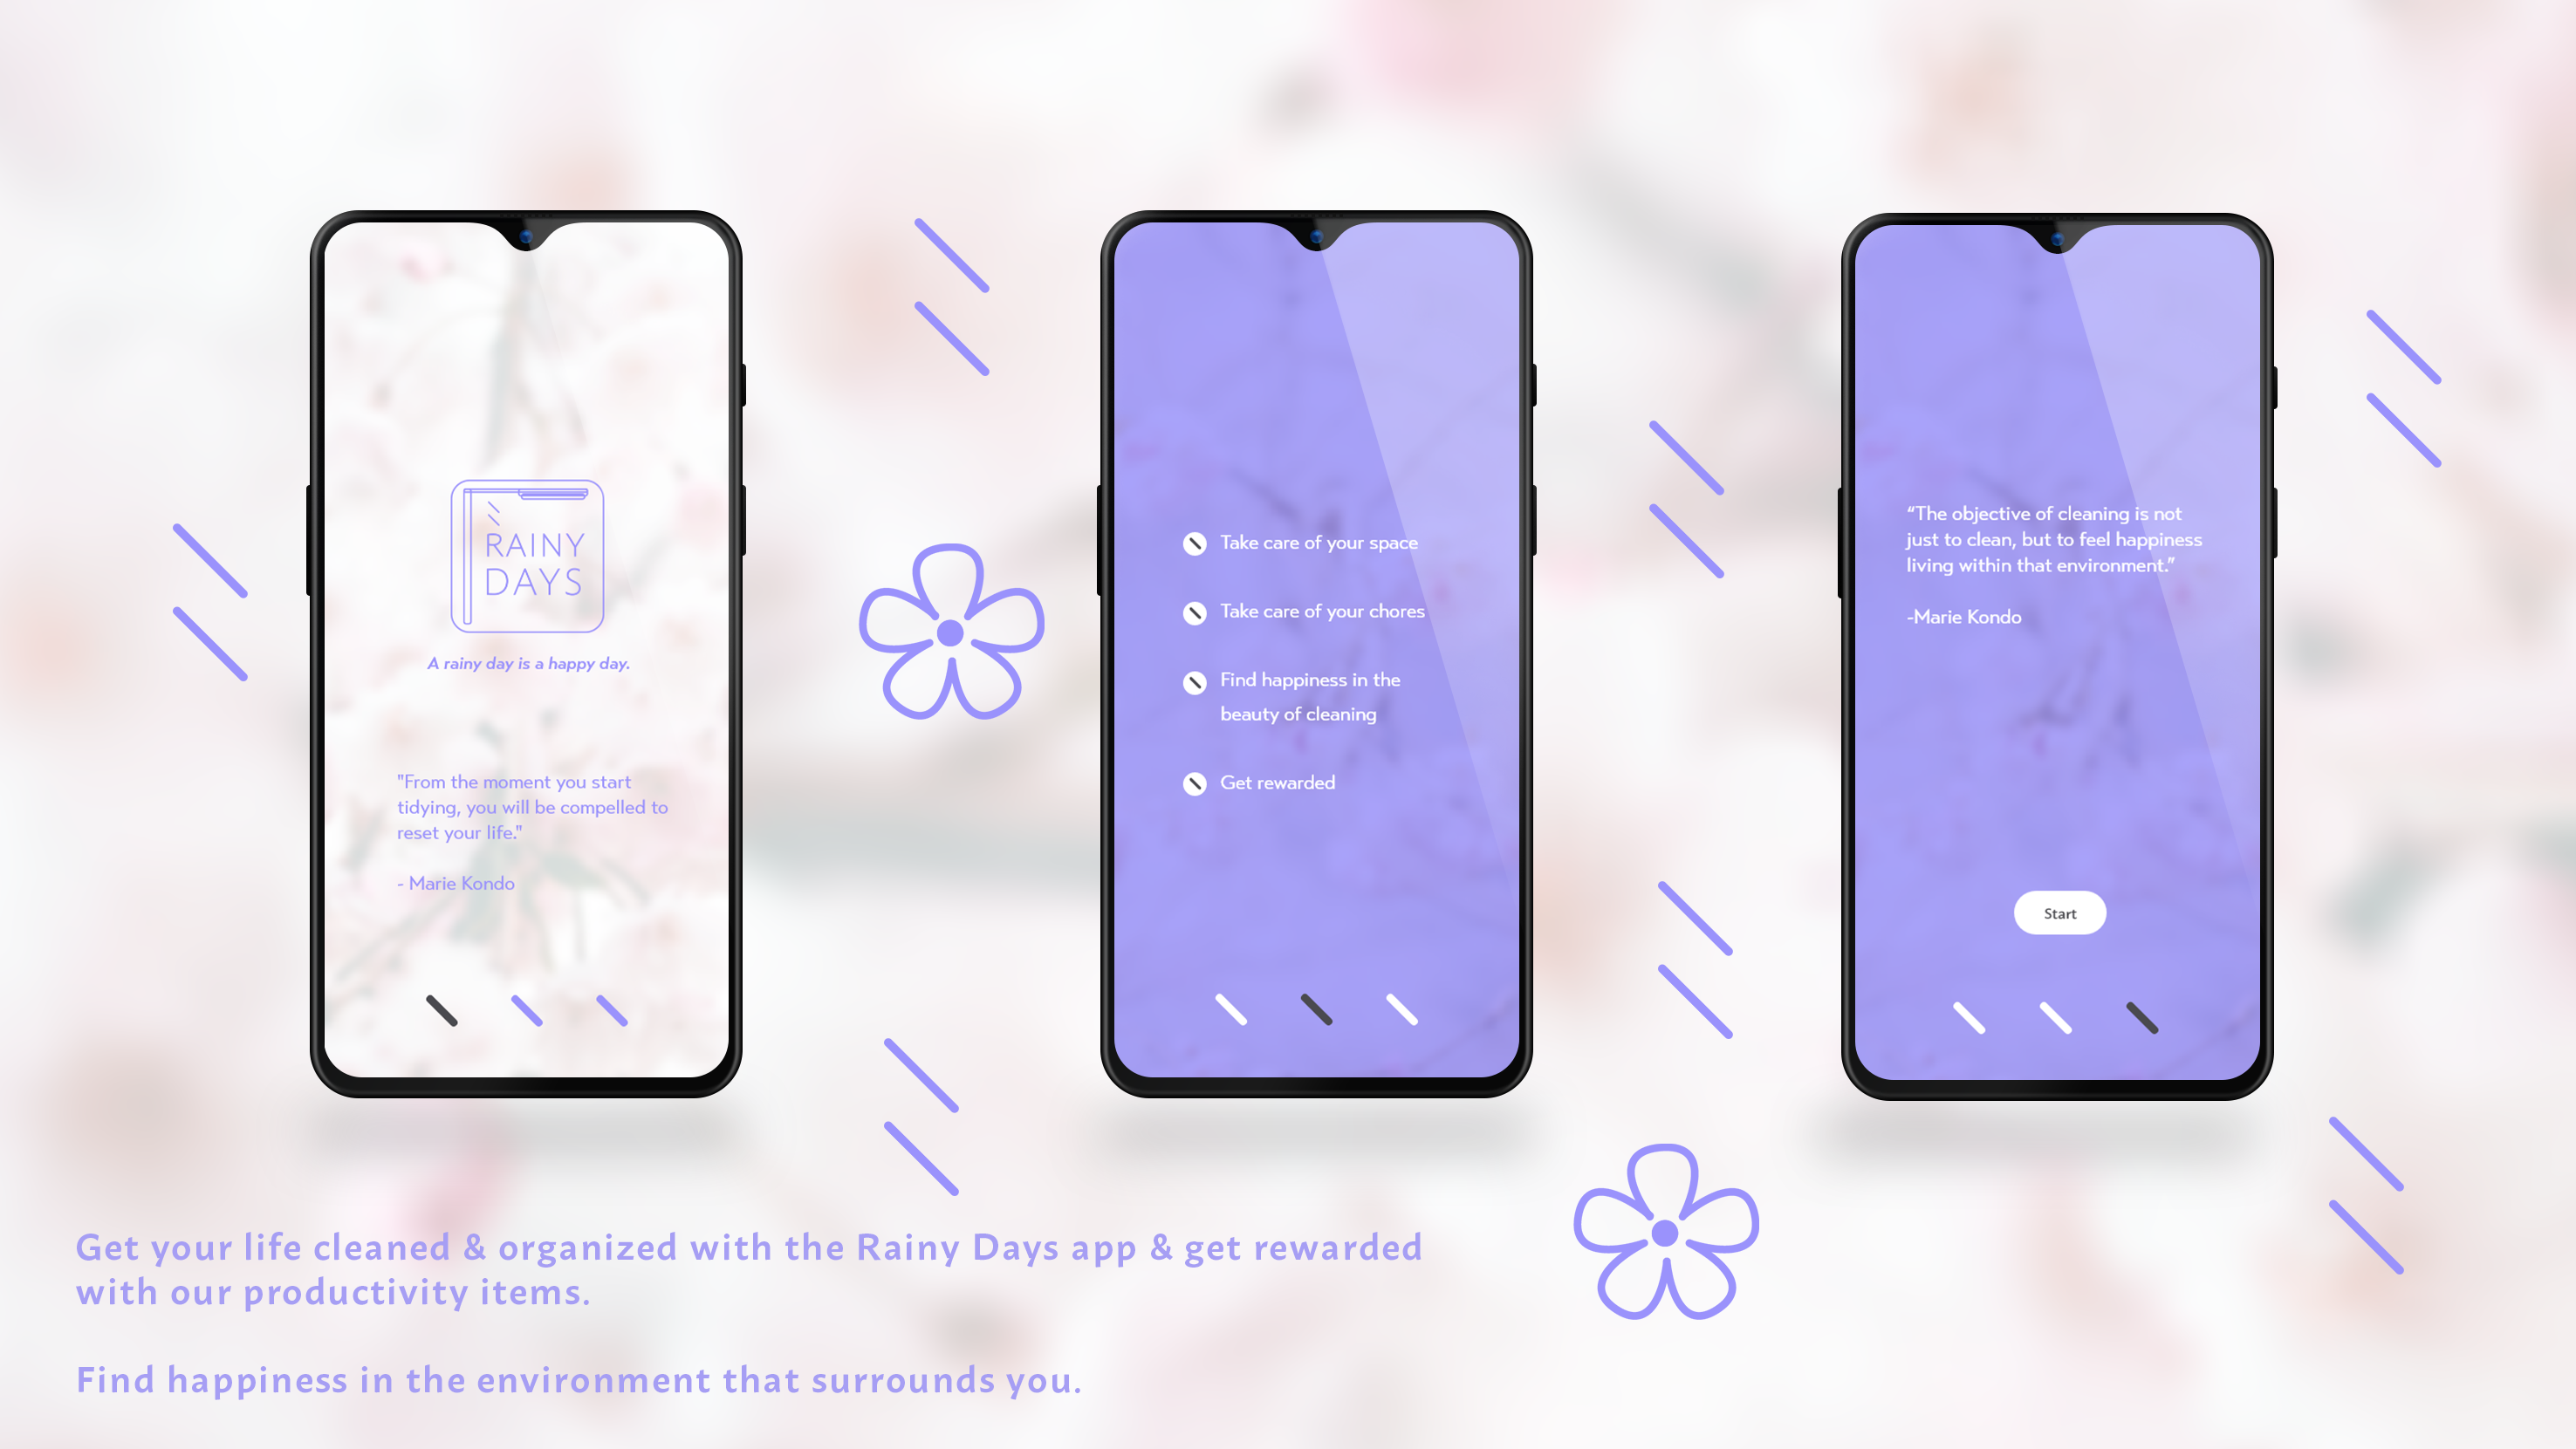 RAINY
DAYS
A rainy day is a happy day.
"From the moment you start
tidying, you will be compelled to
reset your life."
- Marie Kondo
Take care of your space
Take care of your chores
Find happiness in the
beauty of cleaning
Get rewarded
“The objective of cleaning is not
just to clean, but to feel happiness
living within that environment.”
-Marie Kondo
Start
Get your life cleaned & organized with the Rainy Days app & get rewarded
with our productivity items.
Find happiness in the environment that surrounds you.